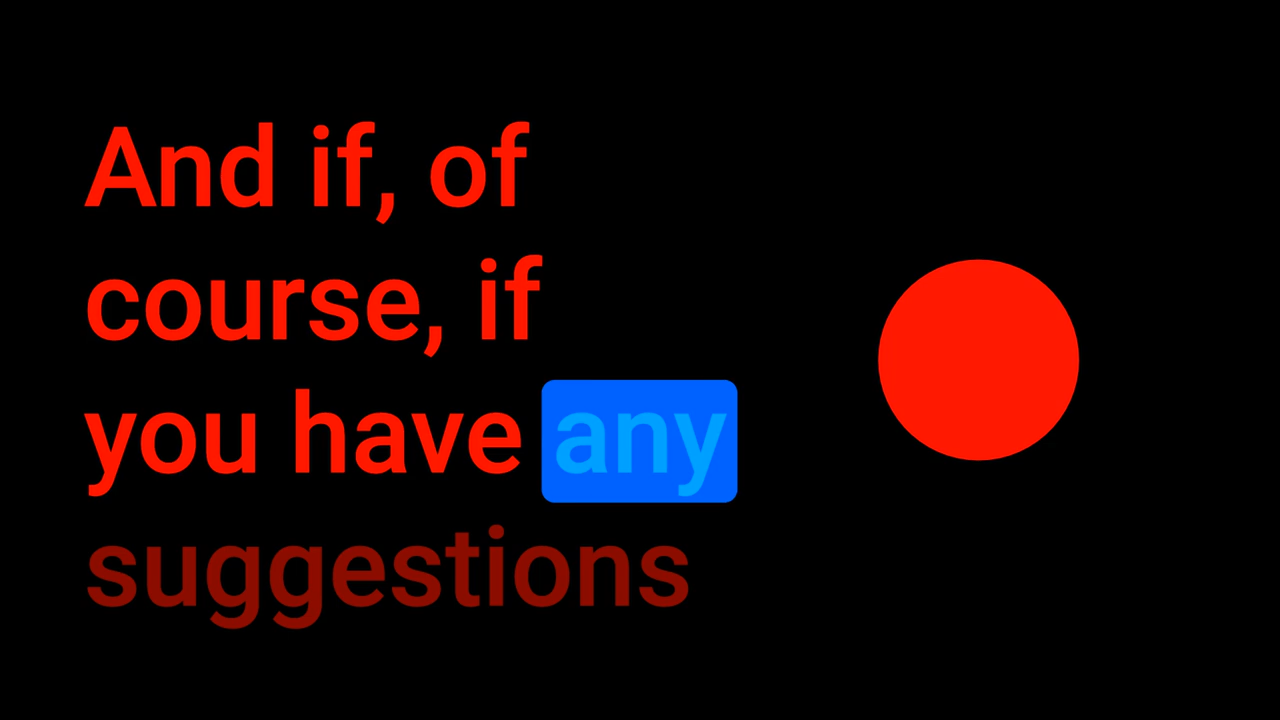 And if, of
course, if
you have any
suggestions